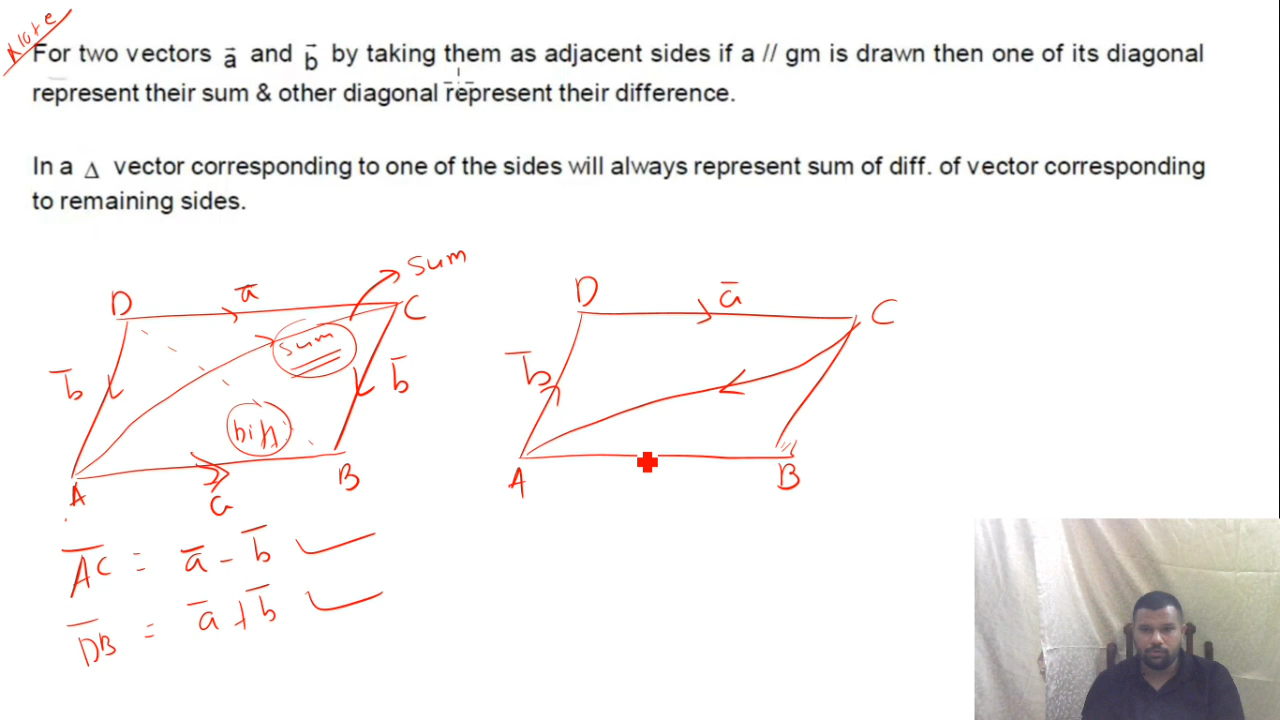 Note
For two vectors a̅ and b̅ by taking them as adjacent sides if a // gm is drawn then one of its diagonal
represent their sum & other diagonal represent their difference.
In a Δ vector corresponding to one of the sides will always represent sum of diff. of vector corresponding
to remaining sides.
Sum
D a̅ C
sum
b̅ b̅
A a B
D a̅ C
b̅
A B
A̅C̅ = a̅ - b̅
D̅B̅ = a̅ + b̅